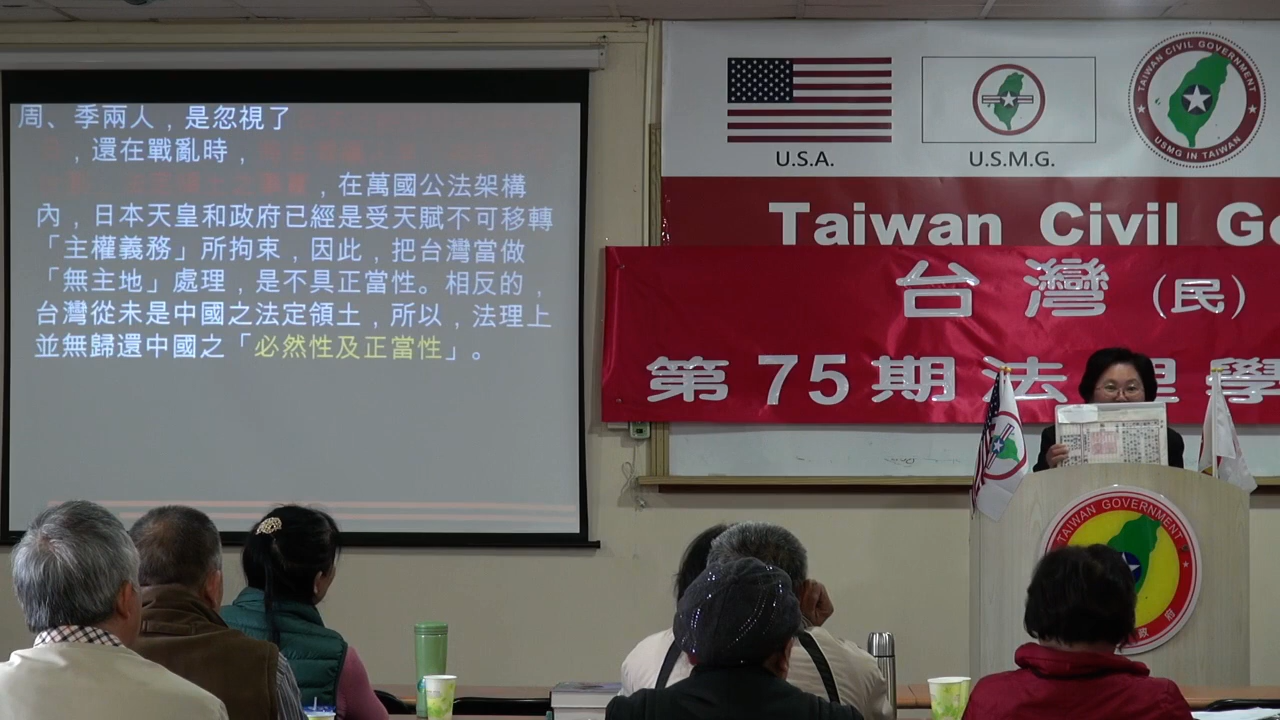 周、季兩人，是忽視了
，還在戰亂時，
，在萬國公法架構
內，日本天皇和政府已經是受天賦不可移轉
「主權義務」所拘束，因此，把台灣當做
「無主地」處理，是不具正當性。相反的，
台灣從未是中國之法定領土，所以，法理上
並無歸還中國之「必然性及正當性」。
U.S.A.
U.S.M.G.
TAIWAN CIVIL GOVERNMENT
USMG IN TAIWAN
Taiwan Civil Go
台灣（民）
第75期法理學
TAIWAN GOVERNMENT
政府